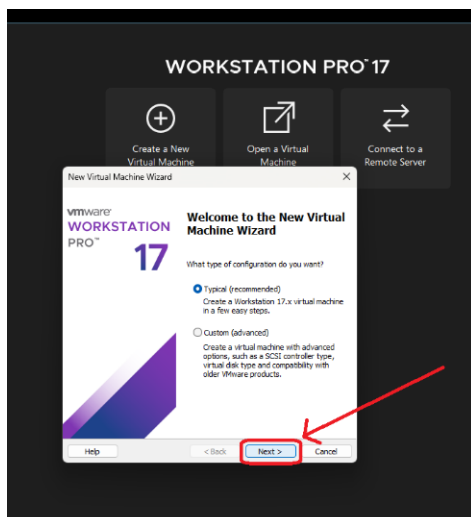 WORKSTATION PRO™ 17
Create a New
Virtual Machine
Open a Virtual
Machine
Connect to a
Remote Server
New Virtual Machine Wizard
vmware®
WORKSTATION
PRO™
17
Welcome to the New Virtual
Machine Wizard
What type of configuration do you want?
Typical (recommended)
Create a Workstation 17.x virtual machine
in a few easy steps.
Custom (advanced)
Create a virtual machine with advanced
options, such as a SCSI controller type,
virtual disk type and compatibility with
older VMware products.
Help
< Back
Next >
Cancel